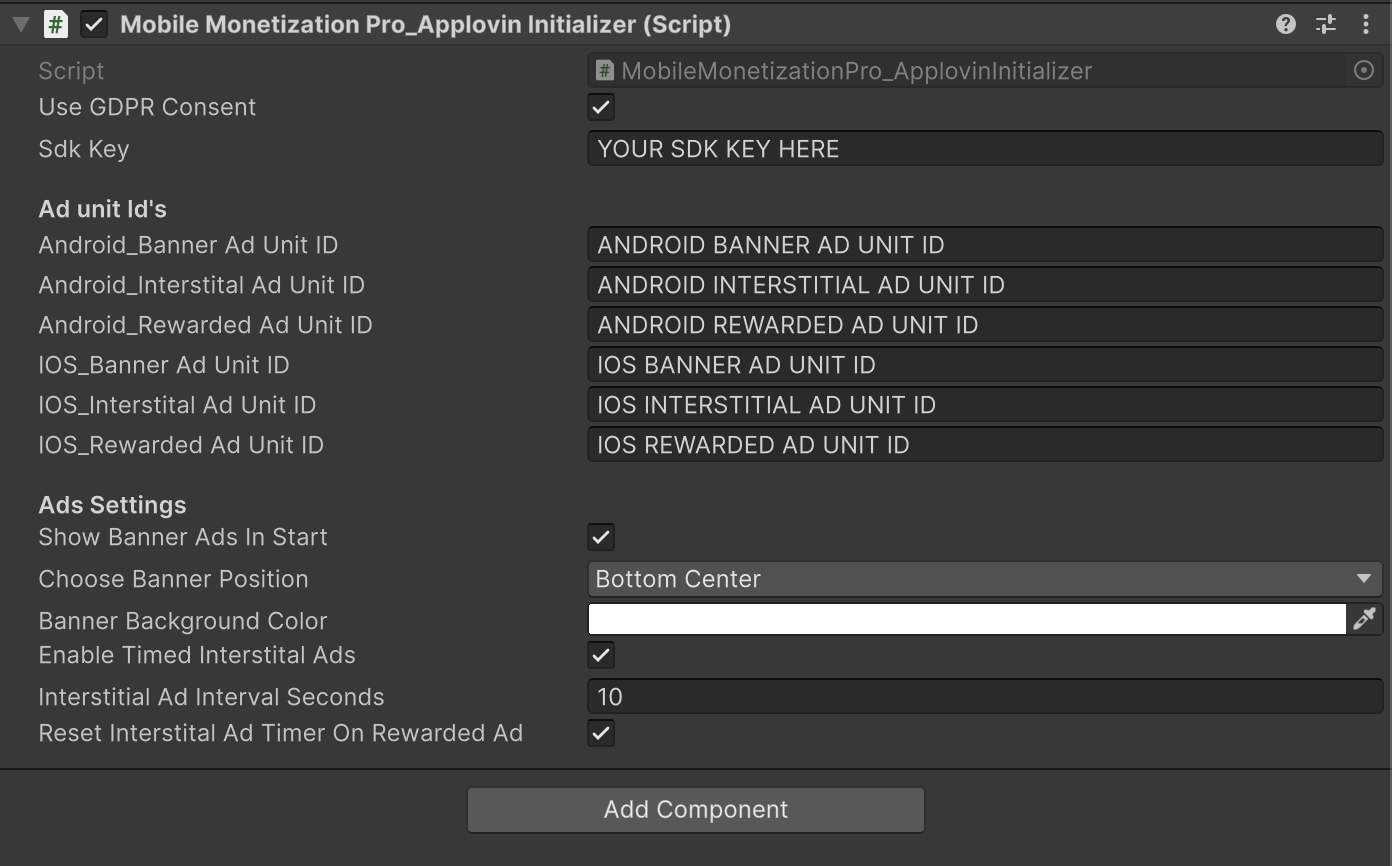 Mobile Monetization Pro_Applovin Initializer (Script)
Script MobileMonetizationPro_ApplovinInitializer
Use GDPR Consent
Sdk Key YOUR SDK KEY HERE
Ad unit Id's
Android_Banner Ad Unit ID ANDROID BANNER AD UNIT ID
Android_Interstital Ad Unit ID ANDROID INTERSTITIAL AD UNIT ID
Android_Rewarded Ad Unit ID ANDROID REWARDED AD UNIT ID
IOS_Banner Ad Unit ID IOS BANNER AD UNIT ID
IOS_Interstital Ad Unit ID IOS INTERSTITIAL AD UNIT ID
IOS_Rewarded Ad Unit ID IOS REWARDED AD UNIT ID
Ads Settings
Show Banner Ads In Start
Choose Banner Position Bottom Center
Banner Background Color
Enable Timed Interstital Ads
Interstitial Ad Interval Seconds 10
Reset Interstital Ad Timer On Rewarded Ad
Add Component